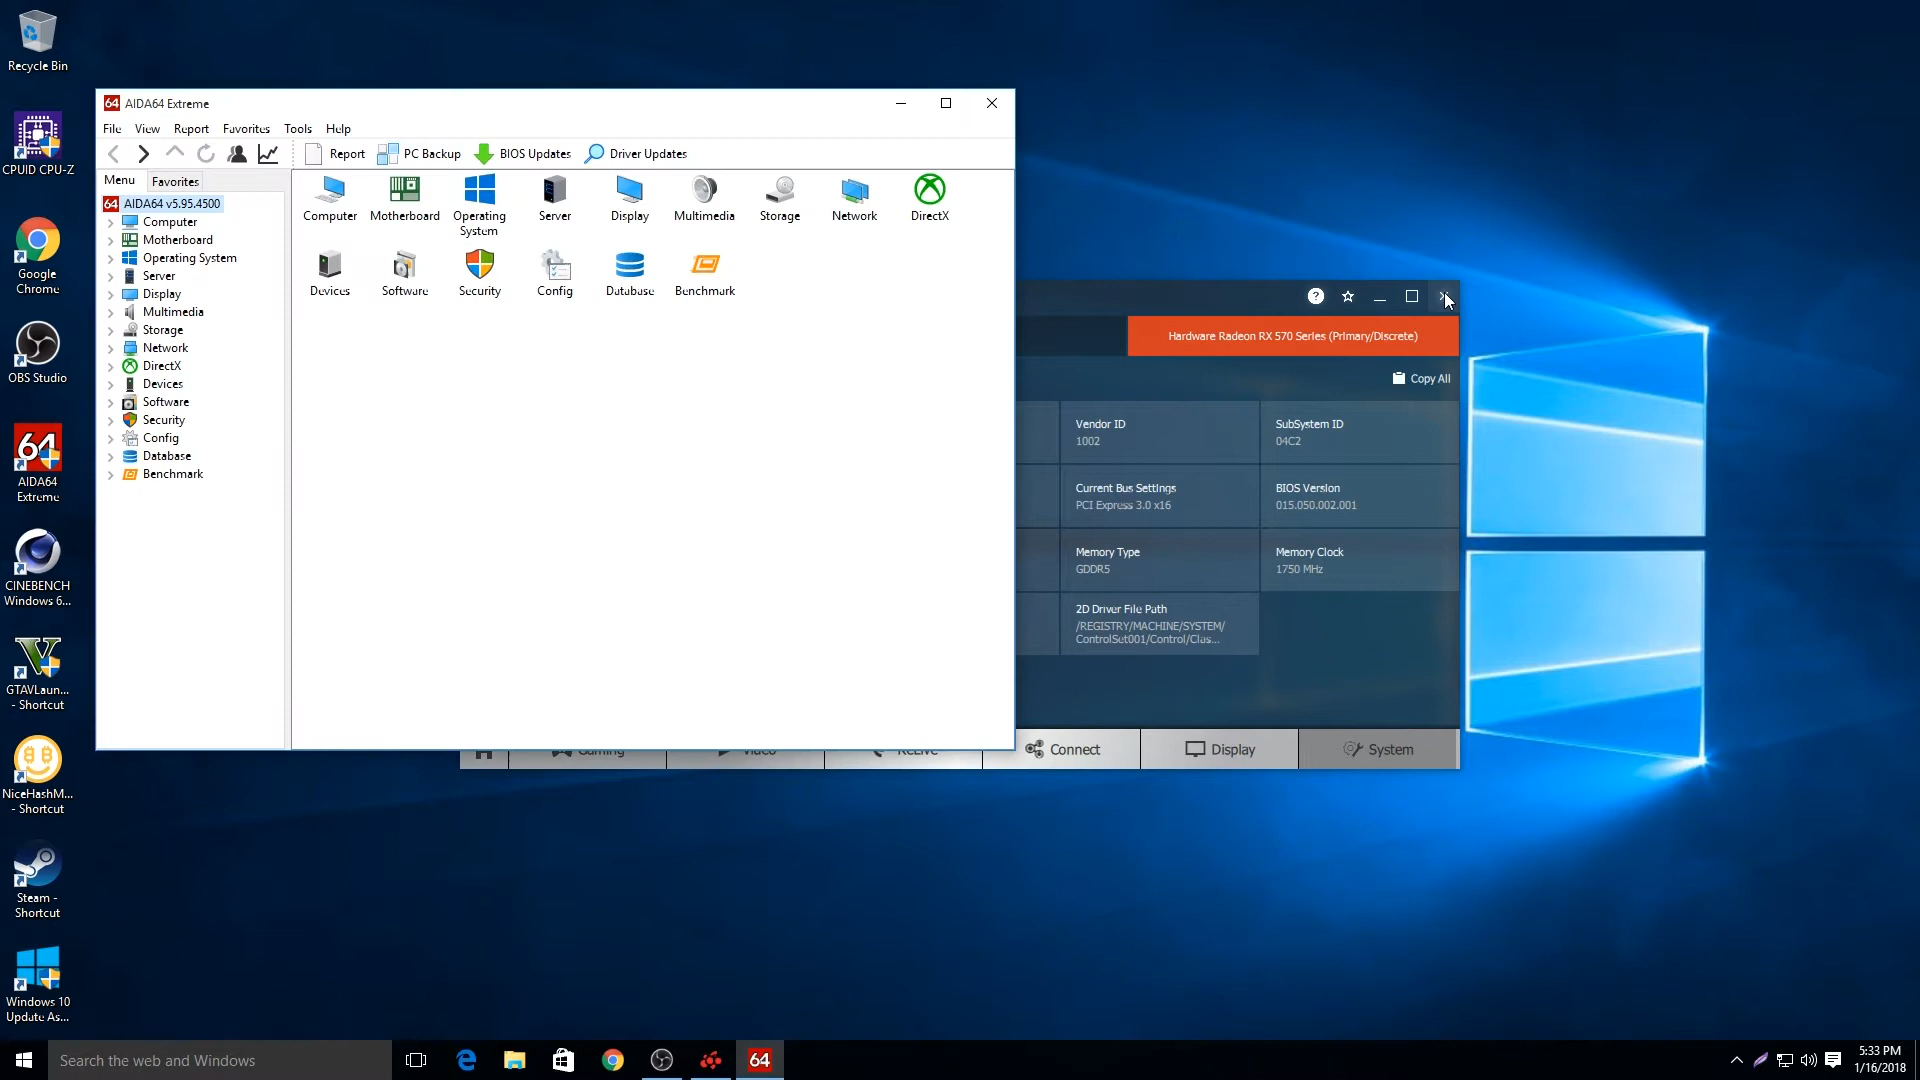 Recycle Bin
CPUID CPU-Z
Google
Chrome
OBS Studio
64
AIDA64
Extreme
CINEBENCH
Windows 6...
GTAVLaun...
- Shortcut
NiceHashM...
- Shortcut
Steam -
Shortcut
Windows 10
Update As...
64 AIDA64 Extreme
File View Report Favorites Tools Help
Report PC Backup BIOS Updates Driver Updates
Menu Favorites
64 AIDA64 v5.95.4500
Computer
Motherboard
Operating System
Server
Display
Multimedia
Storage
Network
DirectX
Devices
Software
Security
Config
Database
Benchmark
Computer Motherboard Operating System Server Display Multimedia Storage Network DirectX
Devices Software Security Config Database Benchmark
?
Hardware Radeon RX 570 Series (Primary/Discrete)
Copy All
Vendor ID
1002
SubSystem ID
04C2
Current Bus Settings
PCI Express 3.0 x16
BIOS Version
015.050.002.001
Memory Type
GDDR5
Memory Clock
1750 MHz
2D Driver File Path
/REGISTRY/MACHINE/SYSTEM/
ControlSet001/Control/Clas...
Gaming Video ReLive Connect Display System
Search the web and Windows
64
5:33 PM
1/16/2018